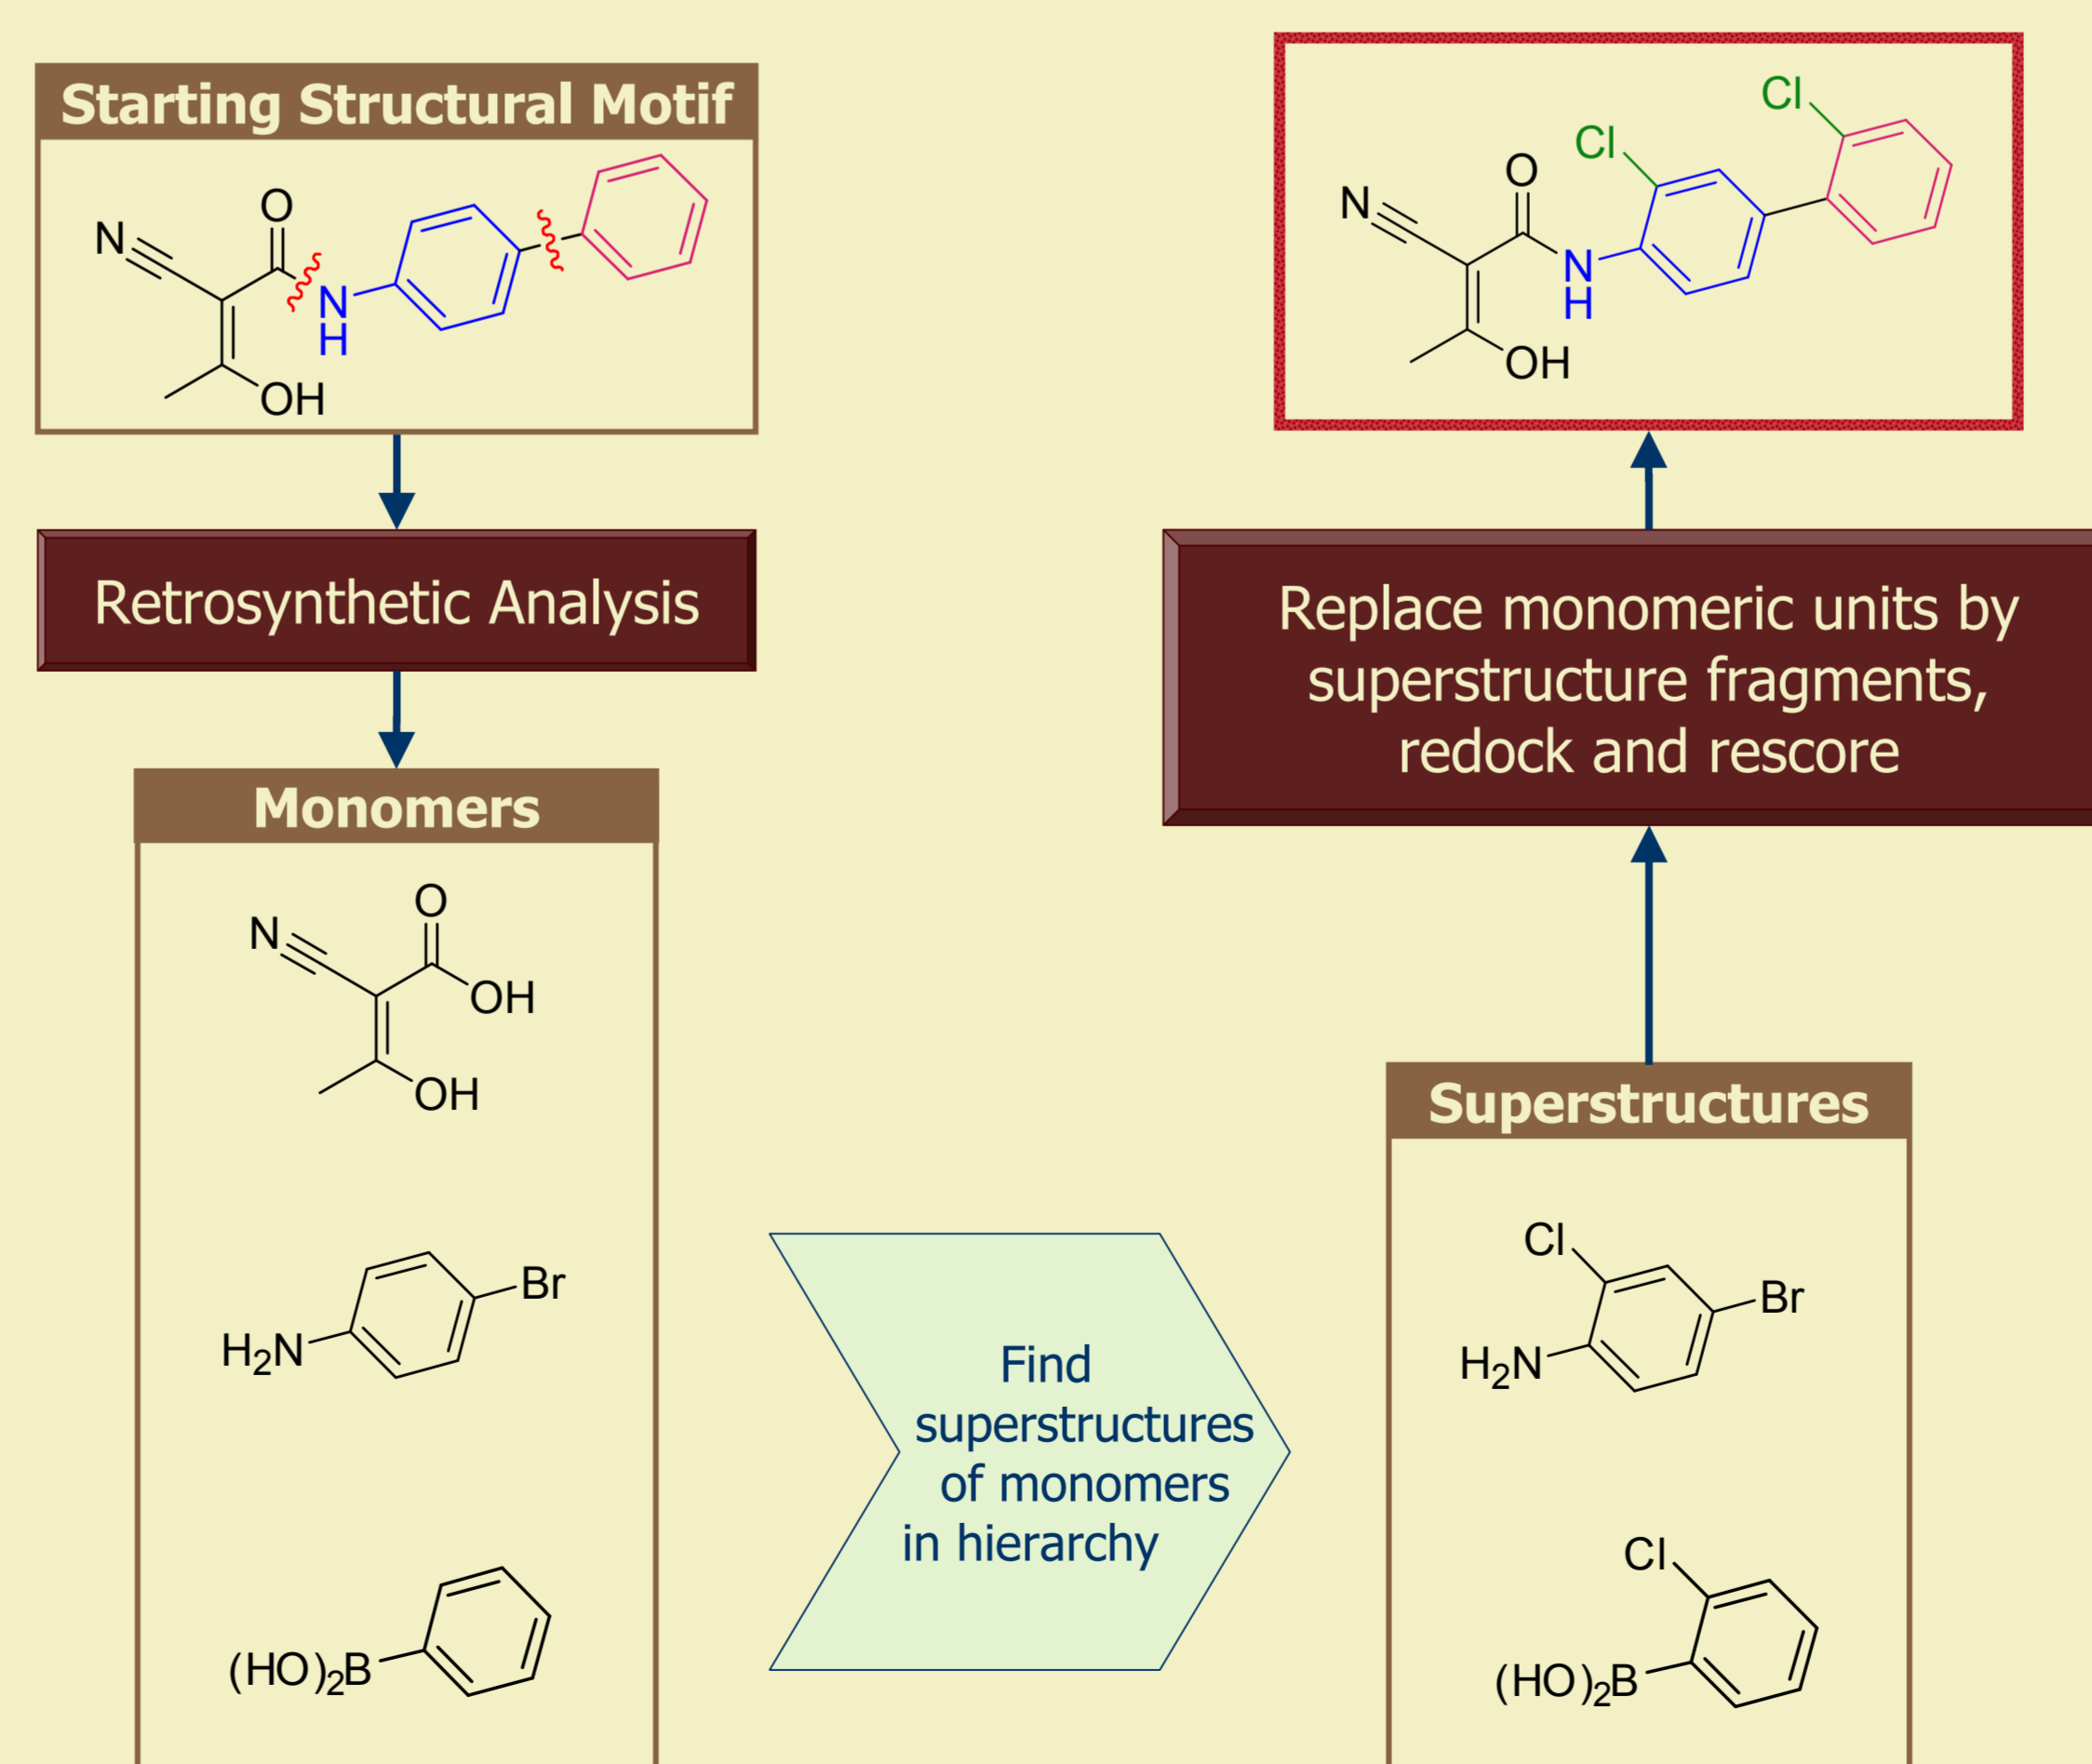 Starting Structural Motif
N
O
N
H
OH
Retrosynthetic Analysis
Monomers
N
O
OH
OH
Br
H2N
(HO)2B
Find
superstructures
of monomers
in hierarchy
Cl
Cl
O
N
N
H
OH
Replace monomeric units by
superstructure fragments,
redock and rescore
Superstructures
Cl
Br
H2N
Cl
(HO)2B